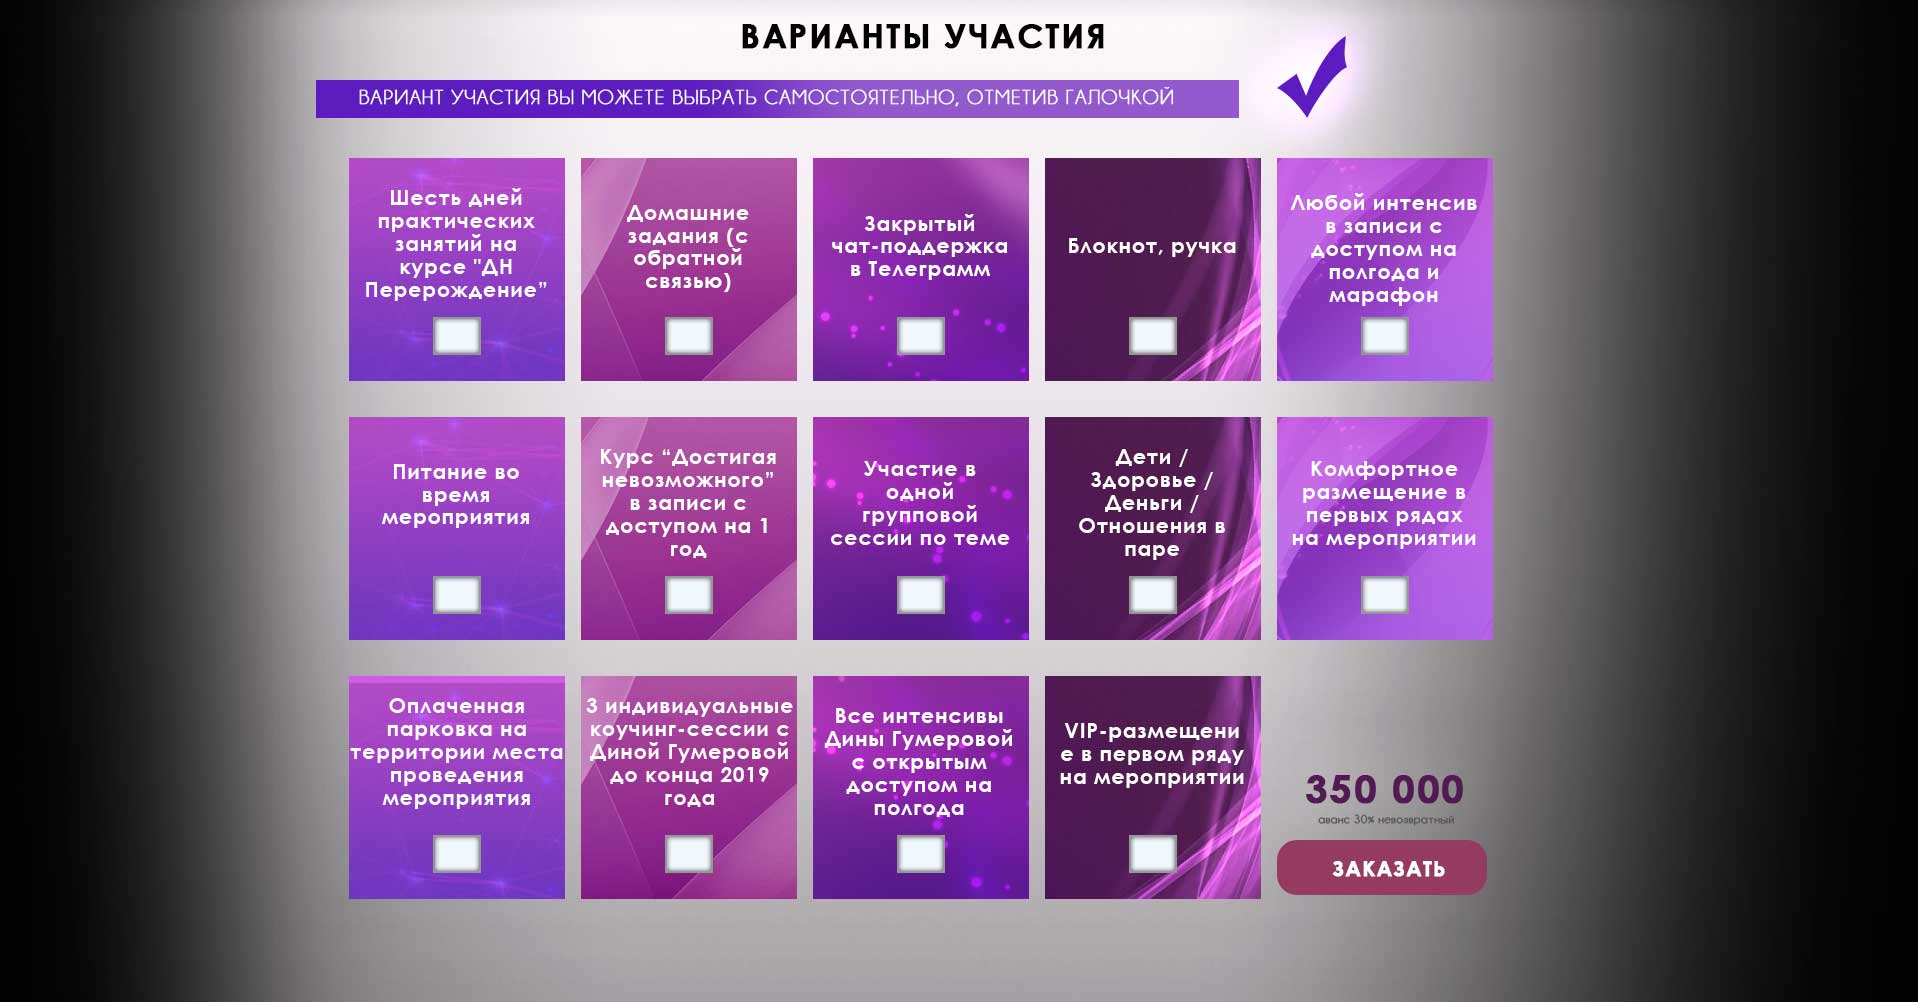 ВАРИАНТЫ УЧАСТИЯ
ВАРИАНТ УЧАСТИЯ ВЫ МОЖЕТЕ ВЫБРАТЬ САМОСТОЯТЕЛЬНО, ОТМЕТИВ ГАЛОЧКОЙ
Шесть дней
практических
занятий на
курсе "ДН
Перерождение”
Домашние
задания (с
обратной
связью)
Закрытый
чат-поддержка
в Телеграмм
Блокнот, ручка
Любой интенсив
в записи с
доступом на
полгода и
марафон
Питание во
время
мероприятия
Курс “Достигая
невозможного”
в записи с
доступом на 1
год
Участие в
одной
групповой
сессии по теме
Дети /
Здоровье /
Деньги /
Отношения в
паре
Комфортное
размещение в
первых рядах
на мероприятии
Оплаченная
парковка на
территории места
проведения
мероприятия
3 индивидуальные
коучинг-сессии с
Диной Гумеровой
до конца 2019
года
Все интенсивы
Дины Гумеровой
с открытым
доступом на
полгода
VIP-размещени
е в первом ряду
на мероприятии
350 000
аванс 30% невозвратный
ЗАКАЗАТЬ